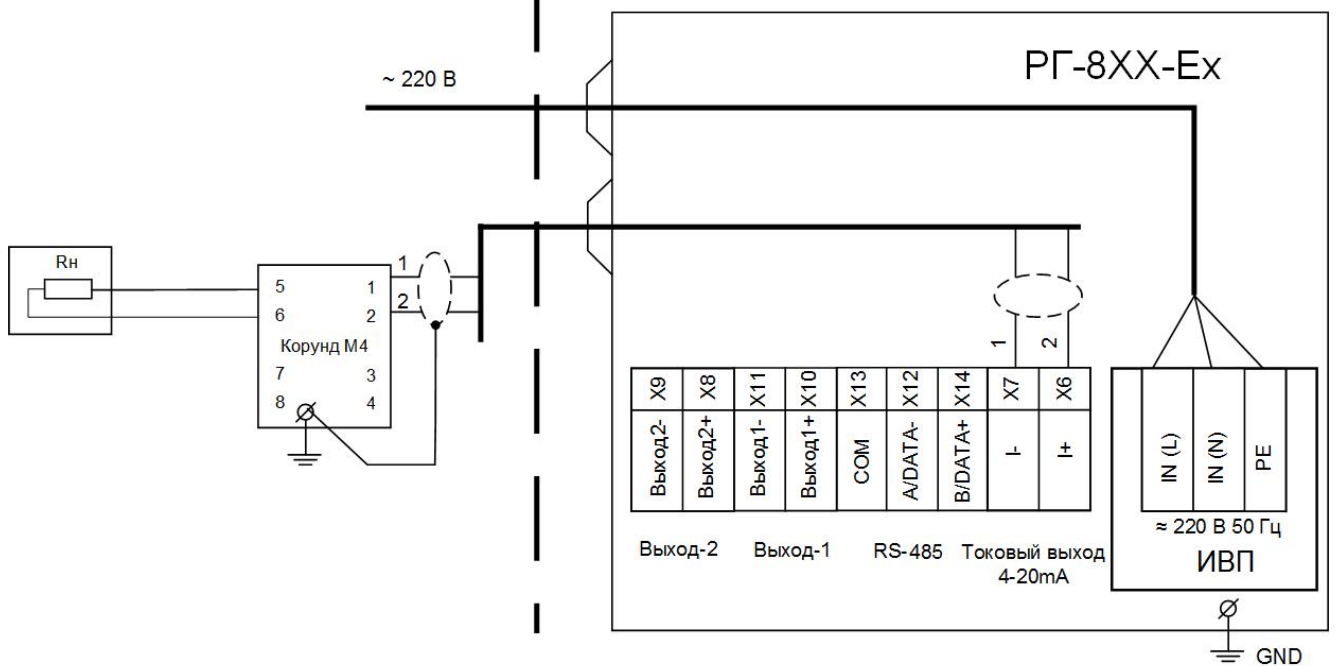 РГ-8XX-Ex
~ 220 В
Rн
1
2
5
1
6
2
Корунд М4
7
3
8
4
1
2
X9
X8
X11
X10
X13
X12
X14
X7
X6
Выход2-
Выход2+
Выход1-
Выход1+
COM
A/DATA-
B/DATA+
I-
I+
IN (L)
IN (N)
PE
≈ 220 В 50 Гц
ИВП
Выход-2
Выход-1
RS-485
Токовый выход
4-20mA
GND